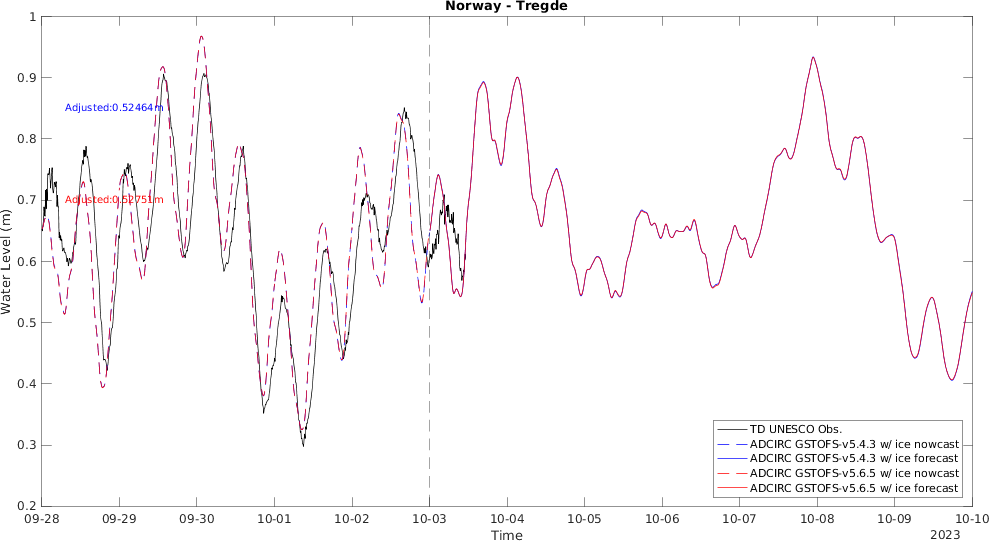 Norway - Tregde
1
0.9
0.8
0.7
0.6
0.5
0.4
0.3
0.2
Water Level (m)
Adjusted:0.52464m
Adjusted:0.52751m
TD UNESCO Obs.
ADCIRC GSTOFS-v5.4.3 w/ ice nowcast
ADCIRC GSTOFS-v5.4.3 w/ ice forecast
ADCIRC GSTOFS-v5.6.5 w/ ice nowcast
ADCIRC GSTOFS-v5.6.5 w/ ice forecast
09-28 09-29 09-30 10-01 10-02 10-03 10-04 10-05 10-06 10-07 10-08 10-09 10-10
Time
2023